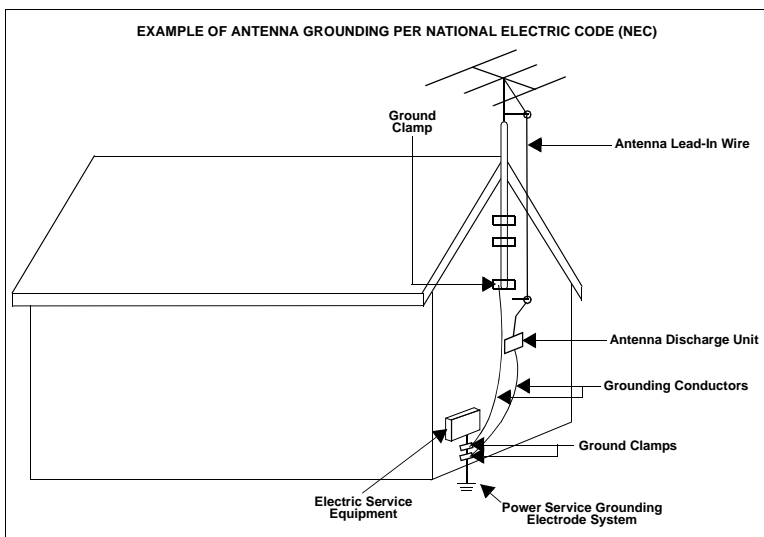 EXAMPLE OF ANTENNA GROUNDING PER NATIONAL ELECTRIC CODE (NEC)
Ground
Clamp
Antenna Lead-In Wire
Antenna Discharge Unit
Grounding Conductors
Ground Clamps
Electric Service
Equipment
Power Service Grounding
Electrode System